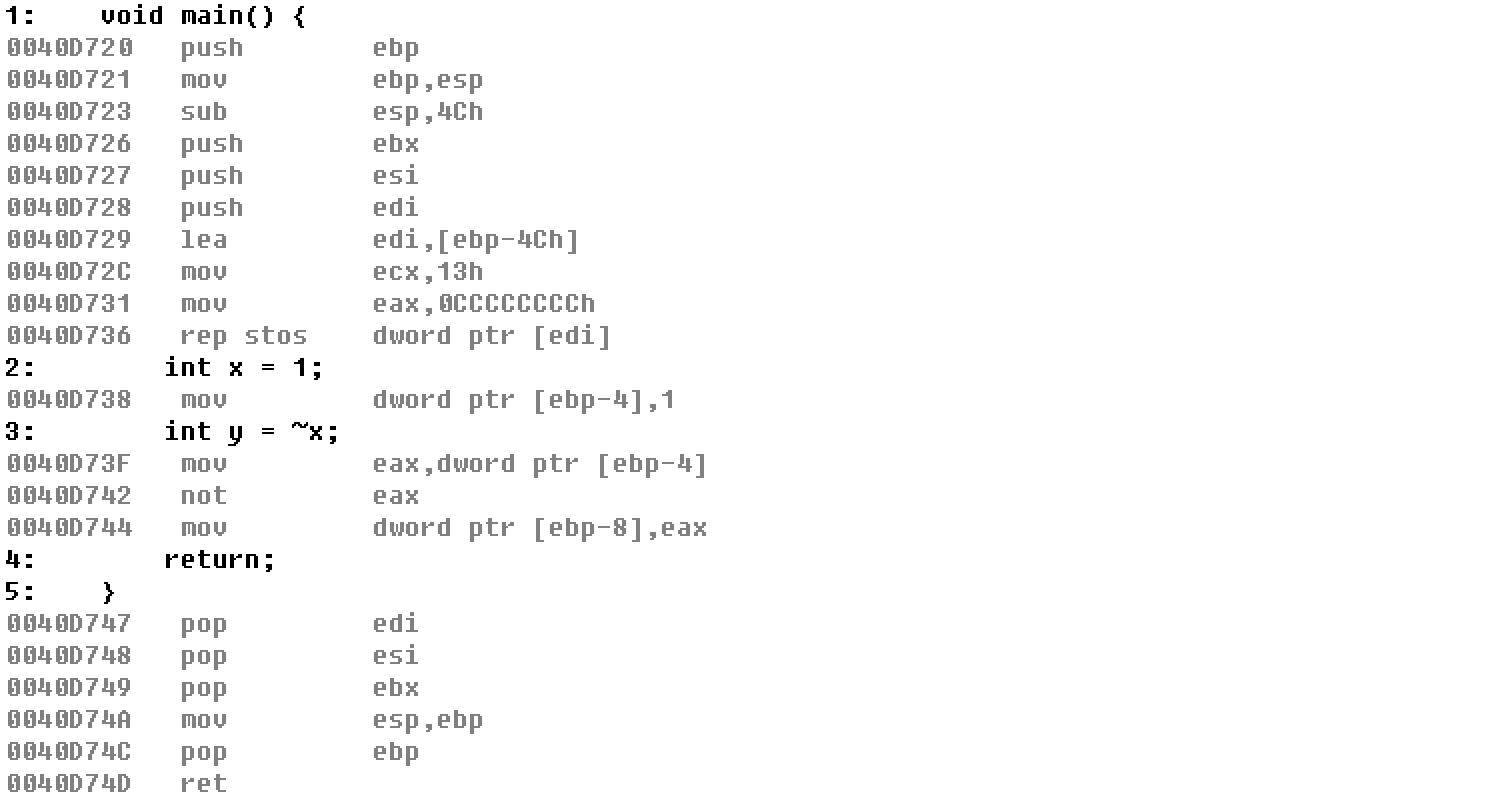 1:    void main() {
0040D720   push        ebp
0040D721   mov         ebp,esp
0040D723   sub         esp,4Ch
0040D726   push        ebx
0040D727   push        esi
0040D728   push        edi
0040D729   lea         edi,[ebp-4Ch]
0040D72C   mov         ecx,13h
0040D731   mov         eax,0CCCCCCCCh
0040D736   rep stos    dword ptr [edi]
2:        int x = 1;
0040D738   mov         dword ptr [ebp-4],1
3:        int y = ~x;
0040D73F   mov         eax,dword ptr [ebp-4]
0040D742   not         eax
0040D744   mov         dword ptr [ebp-8],eax
4:        return;
5:    }
0040D747   pop         edi
0040D748   pop         esi
0040D749   pop         ebx
0040D74A   mov         esp,ebp
0040D74C   pop         ebp
0040D74D   ret